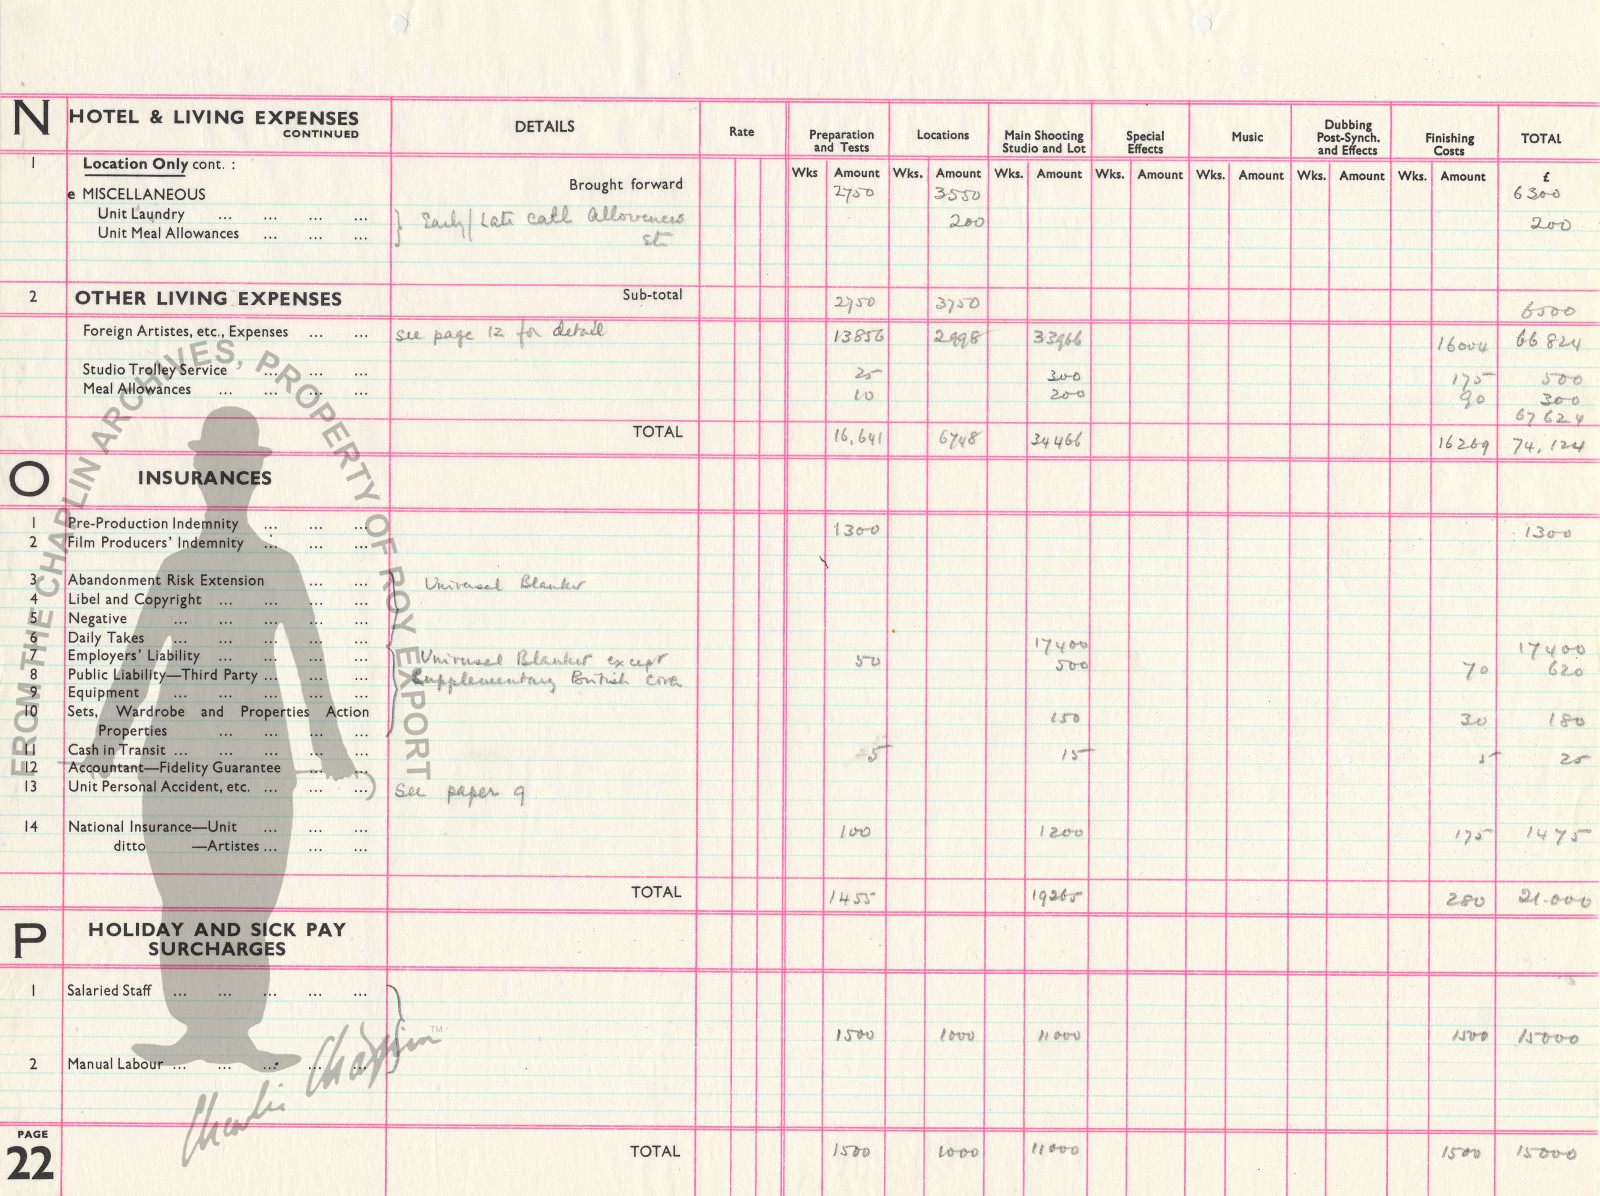 N HOTEL & LIVING EXPENSES DETAILS Rate Preparation and Tests Locations Main Shooting Studio and Lot Special Effects Music Dubbing Post-Synch. and Effects Finishing Costs TOTAL
CONTINUED
1 Location Only cont. :
Wks Amount Wks. Amount Wks. Amount Wks. Amount Wks. Amount Wks. Amount Wks. Amount £
e MISCELLANEOUS Brought forward 2750 3550 6300
Unit Laundry ... ... ... ... } Early/Late call allowances 200 200
Unit Meal Allowances ... ... ... etc
2 OTHER LIVING EXPENSES Sub-total 2750 3750 6500
Foreign Artistes, etc., Expenses ... ... see page 12 for detail 13856 2998 33966 16004 66824
Studio Trolley Service ... ... ... 25 300 175 500
Meal Allowances ... ... ... ... 10 200 90 300
67624
TOTAL 16,641 6748 34466 16269 74,124
O INSURANCES
1 Pre-Production Indemnity ... ... ... 1300 1300
2 Film Producers' Indemnity ... ... ...
3 Abandonment Risk Extension ... ... Universal Blanket
4 Libel and Copyright ... ... ... ...
5 Negative ... ... ... ... ...
6 Daily Takes ... ... ... ... ... 17400 17400
7 Employers' Liability ... ... ... ... Universal Blanket except 50 500 70 620
8 Public Liability—Third Party ... ... ... Supplementary British cover
9 Equipment ... ... ... ... ...
10 Sets, Wardrobe and Properties Action 150 30 180
Properties ... ... ... ...
11 Cash in Transit ... ... ... ... ... 5 15 5 25
12 Accountant—Fidelity Guarantee ... ...
13 Unit Personal Accident, etc. ... ... ...) see paper 9
14 National Insurance—Unit ... ... ... 100 1200 175 1475
ditto —Artistes ... ... ...
TOTAL 1455 19265 280 21.000
P HOLIDAY AND SICK PAY
SURCHARGES
1 Salaried Staff ... ... ... ... ...
1500 1000 11000 1500 15000
2 Manual Labour ... ... ... ... ...
PAGE
22 TOTAL 1500 1000 11000 1500 15000
FROM THE CHAPLIN ARCHIVES, PROPERTY OF ROY EXPORT
Charlie Chaplin ™